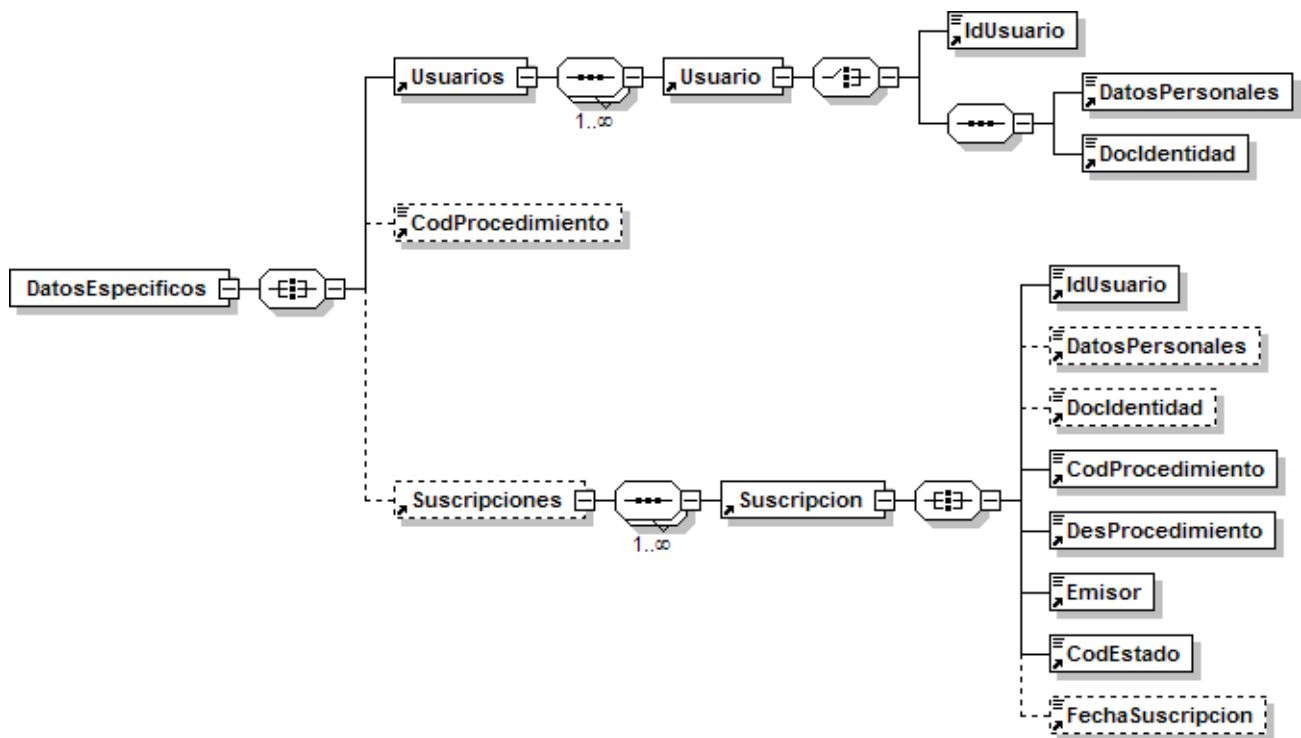 IdUsuario
Usuarios
Usuario
1..∞
DatosPersonales
DocIdentidad
CodProcedimiento
DatosEspecificos
IdUsuario
DatosPersonales
DocIdentidad
CodProcedimiento
Suscripciones
Suscripcion
1..∞
DesProcedimiento
Emisor
CodEstado
FechaSuscripcion